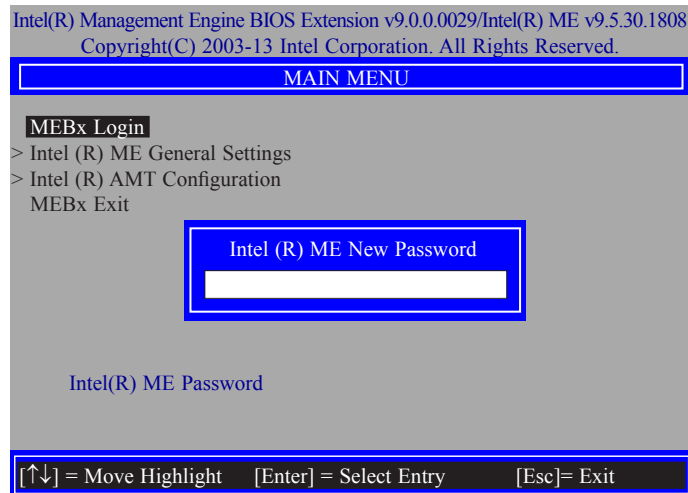 Intel(R) Management Engine BIOS Extension v9.0.0.0029/Intel(R) ME v9.5.30.1808
Copyright(C) 2003-13 Intel Corporation. All Rights Reserved.
MAIN MENU
MEBx Login
> Intel (R) ME General Settings
> Intel (R) AMT Configuration
MEBx Exit
Intel (R) ME New Password
Intel(R) ME Password
[↑↓] = Move Highlight [Enter] = Select Entry [Esc]= Exit